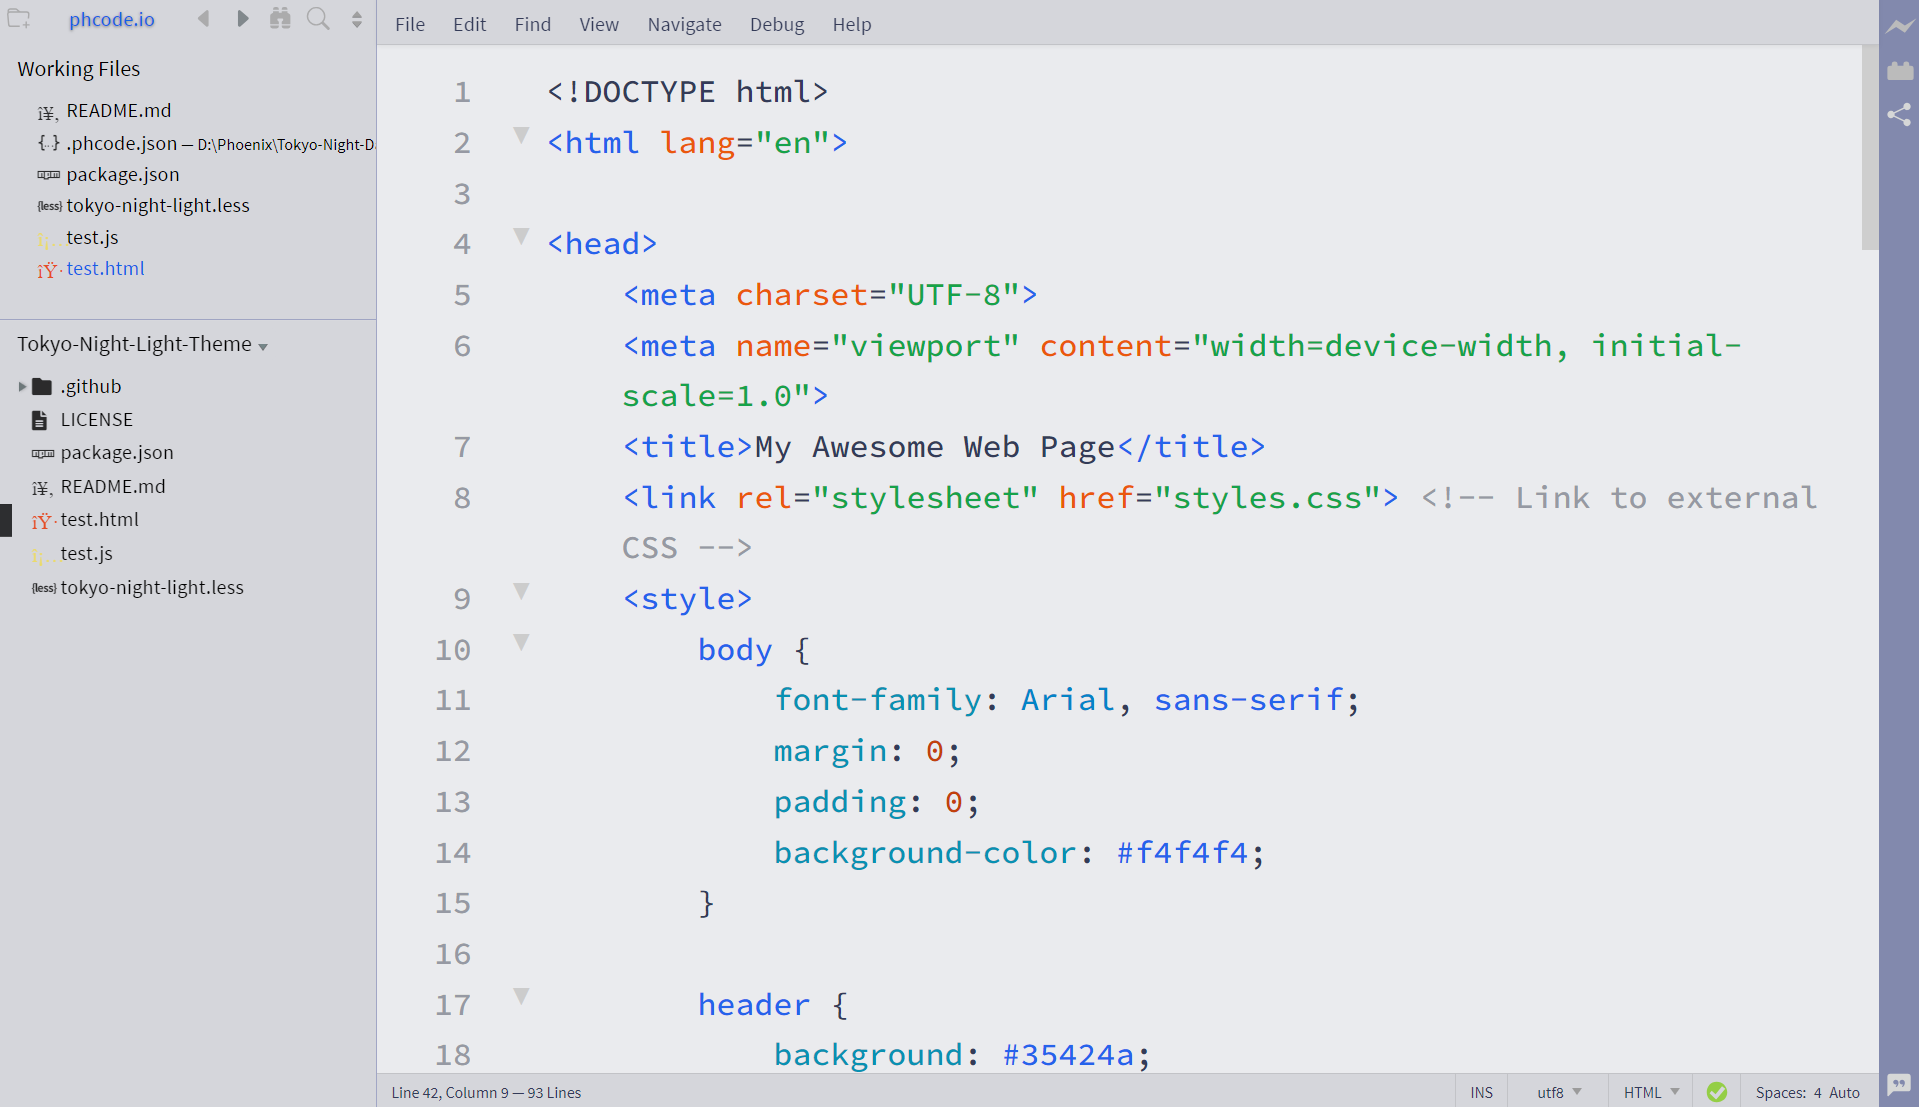 phcode.io
File Edit Find View Navigate Debug Help
Working Files
README.md
{..} .phcode.json — D:\Phoenix\Tokyo-Night-D
package.json
{less} tokyo-night-light.less
test.js
îŸ· test.html
Tokyo-Night-Light-Theme
.github
LICENSE
package.json
README.md
îŸ· test.html
test.js
{less} tokyo-night-light.less
1 <!DOCTYPE html>
2 <html lang="en">
3
4 <head>
5 <meta charset="UTF-8">
6 <meta name="viewport" content="width=device-width, initial-
scale=1.0">
7 <title>My Awesome Web Page</title>
8 <link rel="stylesheet" href="styles.css"> <!-- Link to external
CSS -->
9 <style>
10 body {
11 font-family: Arial, sans-serif;
12 margin: 0;
13 padding: 0;
14 background-color: #f4f4f4;
15 }
16
17 header {
18 background: #35424a;
Line 42, Column 9 — 93 Lines
INS utf8 HTML Spaces: 4 Auto